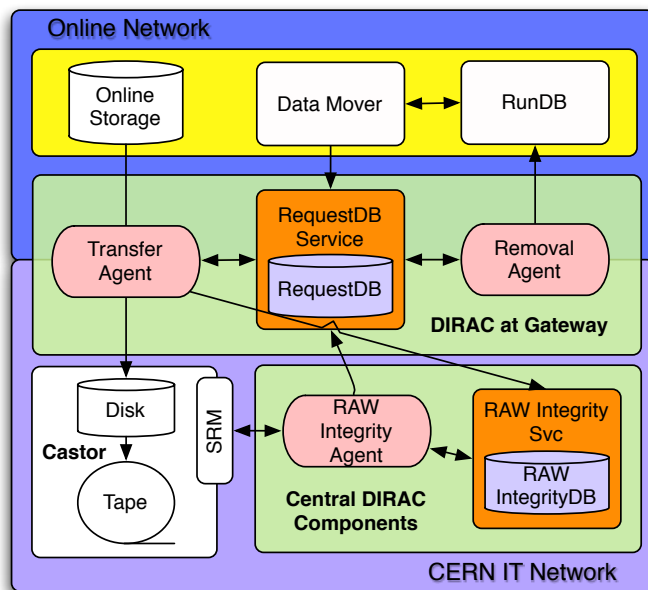 Online Network
Online
Storage
Data Mover
RunDB
RequestDB
Service
RequestDB
Transfer
Agent
Removal
Agent
DIRAC at Gateway
Disk
Castor
Tape
SRM
RAW
Integrity
Agent
RAW Integrity
Svc
RAW
IntegrityDB
Central DIRAC
Components
CERN IT Network